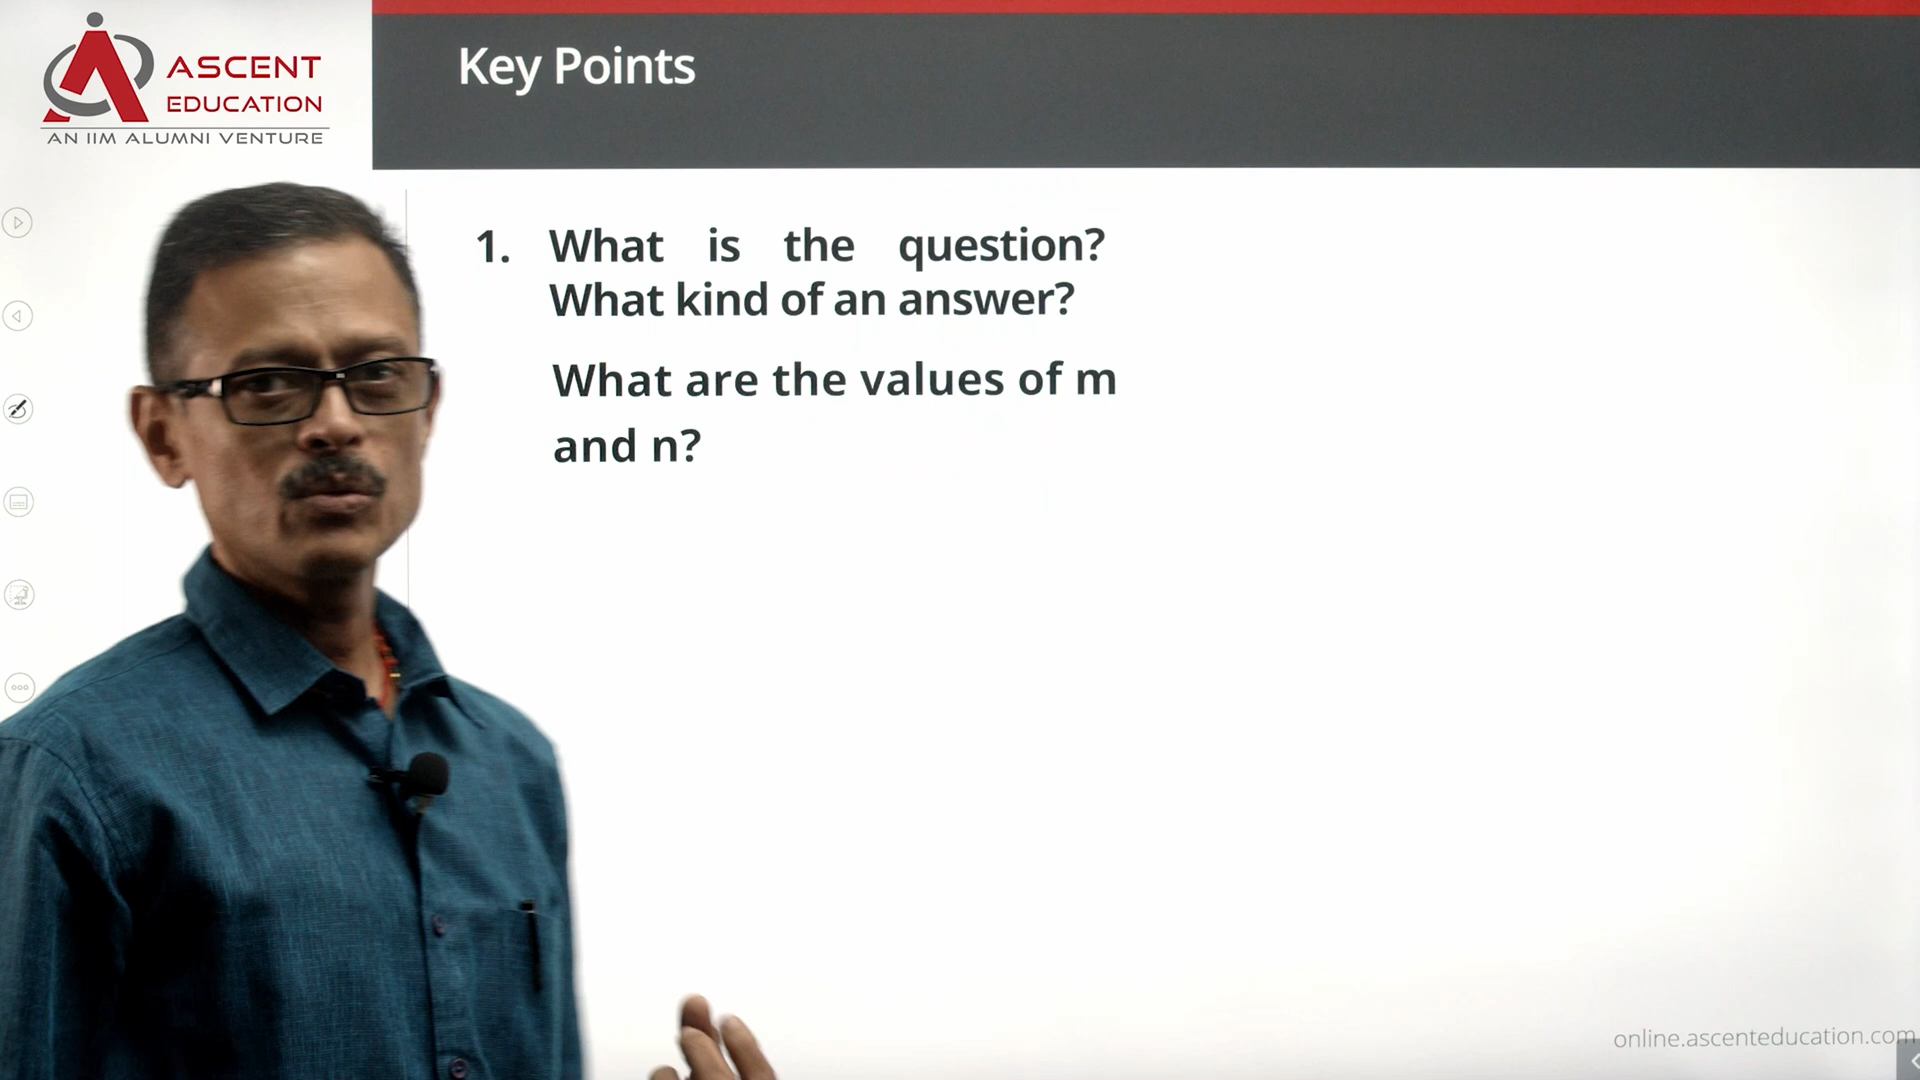 ASCENT
EDUCATION
AN IIM ALUMNI VENTURE
Key Points
1. What is the question?
What kind of an answer?
What are the values of m
and n?
online.ascenteducation.com